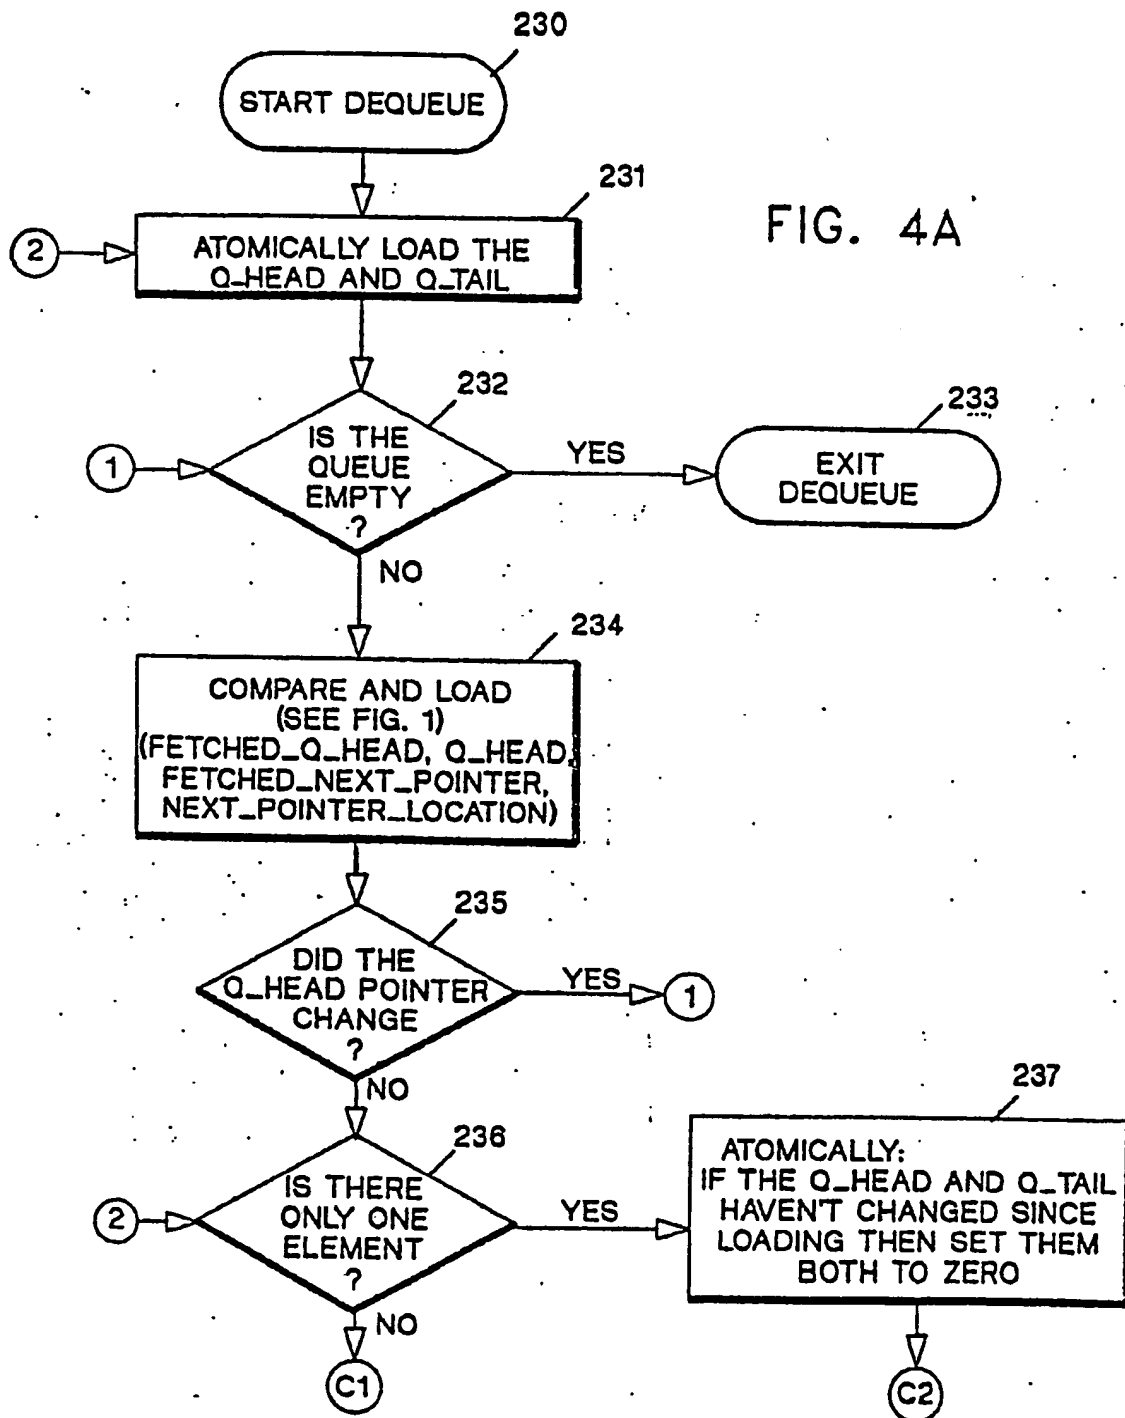 230
START DEQUEUE
231
FIG. 4A
2
ATOMICALLY LOAD THE
Q_HEAD AND Q_TAIL
232
233
1
IS THE
QUEUE
EMPTY
?
YES
EXIT
DEQUEUE
NO
234
COMPARE AND LOAD
(SEE FIG. 1)
(FETCHED_Q_HEAD, Q_HEAD,
FETCHED_NEXT_POINTER,
NEXT_POINTER_LOCATION)
235
DID THE
Q_HEAD POINTER
CHANGE
?
YES
1
NO
236
237
2
IS THERE
ONLY ONE
ELEMENT
?
YES
ATOMICALLY:
IF THE Q_HEAD AND Q_TAIL
HAVEN'T CHANGED SINCE
LOADING THEN SET THEM
BOTH TO ZERO
NO
C1
C2